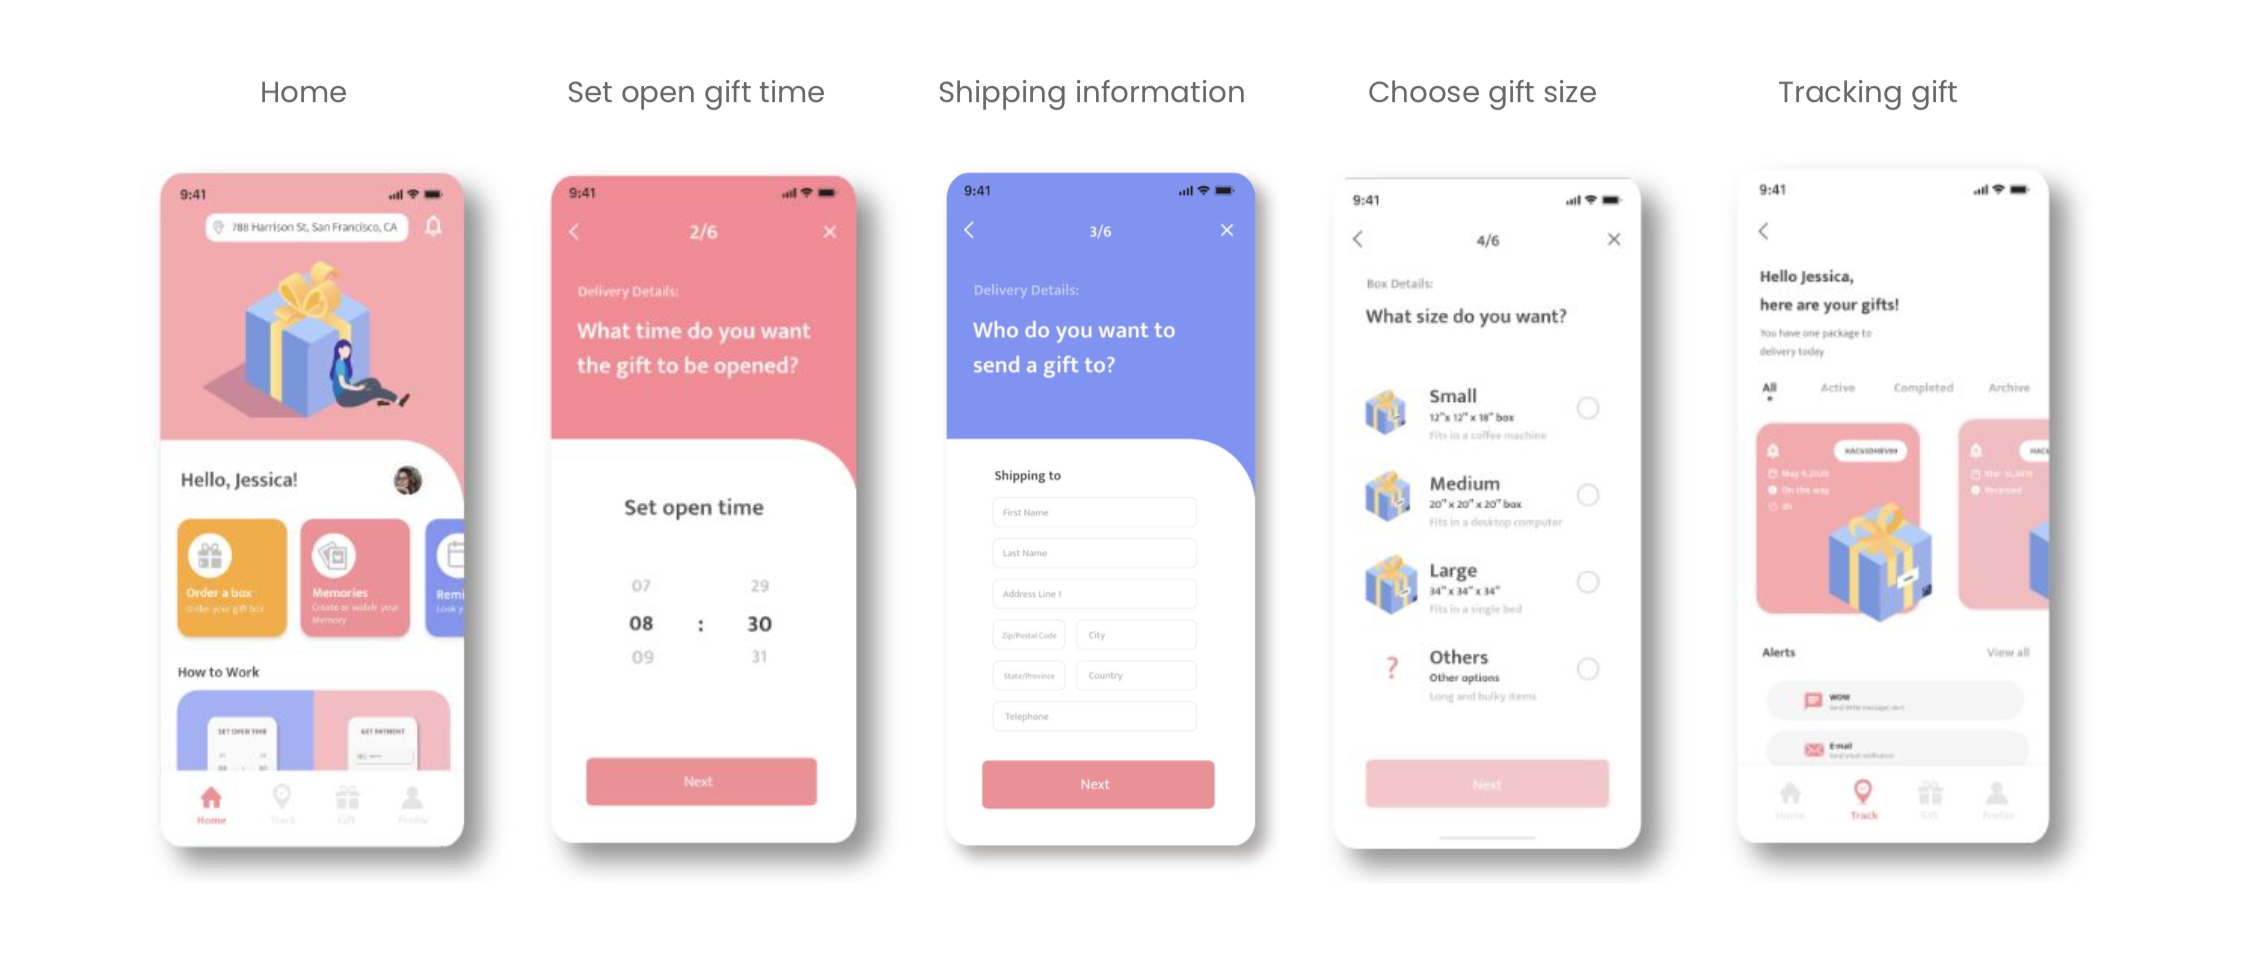 Home
Set open gift time
Shipping information
Choose gift size
Tracking gift
9:41
788 Harrison St, San Francisco, CA
Hello, Jessica!
Order a box
Order your gift box
Memories
Create or watch your
Memory
Remi
Look y
How to Work
SET OPEN TIME
GET PAYMENT
Home
Track
Gift
Profile
9:41
2/6
Delivery Details:
What time do you want
the gift to be opened?
Set open time
07 29
08 : 30
09 31
Next
9:41
3/6
Delivery Details:
Who do you want to
send a gift to?
Shipping to
First Name
Last Name
Address Line 1
Zip/Postal Code
City
State/Province
Country
Telephone
Next
9:41
4/6
Box Details:
What size do you want?
Small
12"x 12" x 18" box
Fits in a coffee machine
Medium
20" x 20" x 20" box
Fits in a desktop computer
Large
34" x 34" x 34"
Fits in a single bed
?
Others
Other options
Long and bulky items
Next
9:41
Hello Jessica,
here are your gifts!
You have one package to
delivery today
All
Active
Completed
Archive
May 9,2020
On the way
8h
Received
Alerts
View all
WOW
E-mail
Home
Track
Gift
Profile